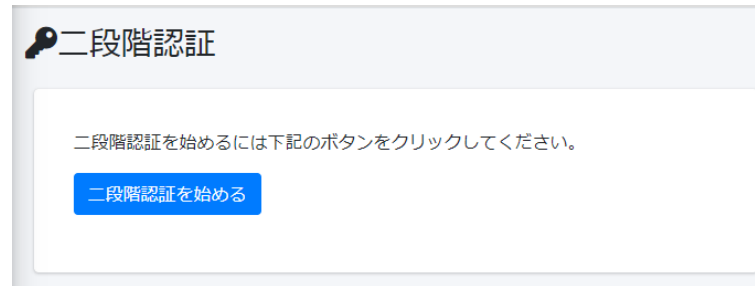 二段階認証
二段階認証を始めるには下記のボタンをクリックしてください。
二段階認証を始める